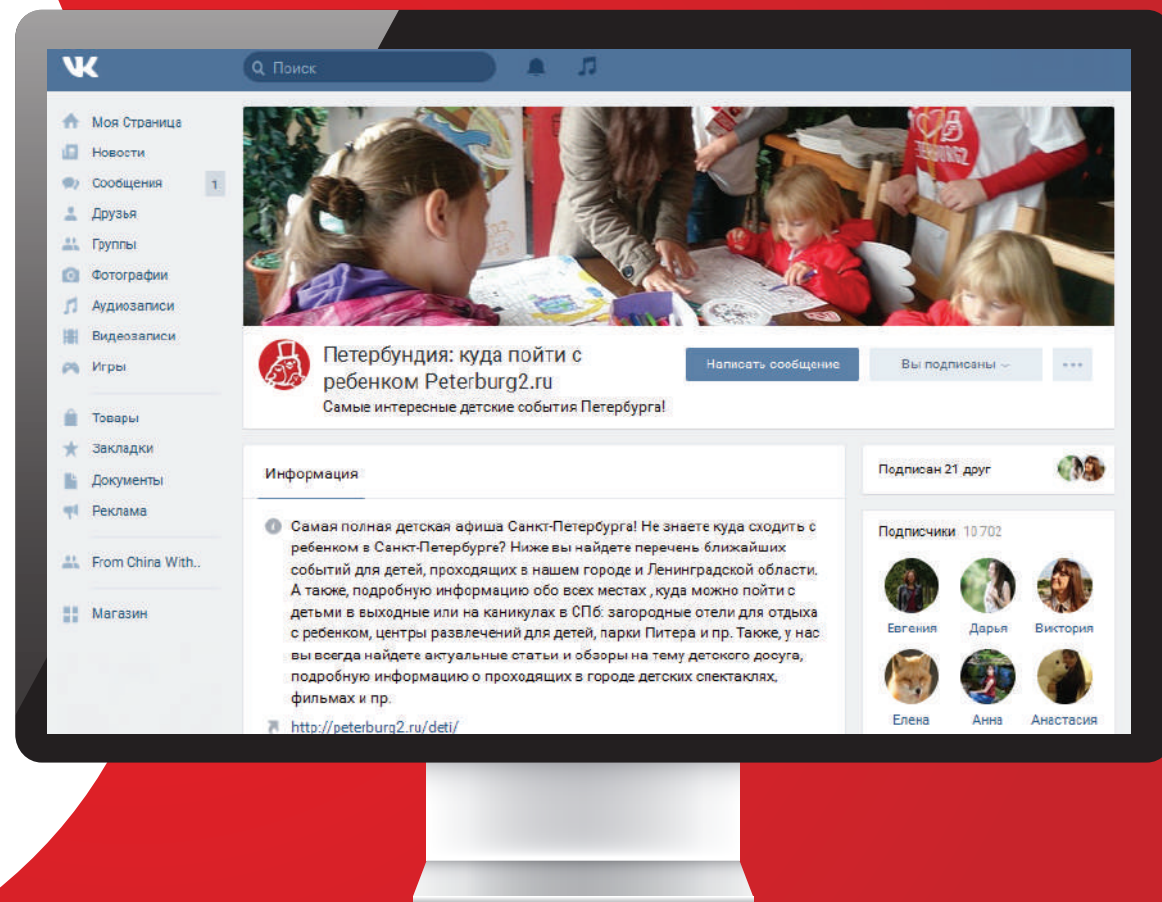 Поиск
Моя Страница
Новости
Сообщения 1
Друзья
Группы
Фотографии
Аудиозаписи
Видеозаписи
Игры
Товары
Закладки
Документы
Реклама
From China With..
Магазин
PETERBURG2
Петербундия: куда пойти с
ребенком Peterburg2.ru
Самые интересные детские события Петербурга!
Написать сообщение
Вы подписаны
Информация
Самая полная детская афиша Санкт-Петербурга! Не знаете куда сходить с
ребенком в Санкт-Петербурге? Ниже вы найдете перечень ближайших
событий для детей, проходящих в нашем городе и Ленинградской области.
А также, подробную информацию обо всех местах , куда можно пойти с
детьми в выходные или на каникулах в СПб: загородные отели для отдыха
с ребенком, центры развлечений для детей, парки Питера и пр. Также, у нас
вы всегда найдете актуальные статьи и обзоры на тему детского досуга,
подробную информацию о проходящих в городе детских спектаклях,
фильмах и пр.
http://peterburg2.ru/deti/
Подписан 21 друг
Подписчики 10 702
Евгения Дарья Виктория
Елена Анна Анастасия